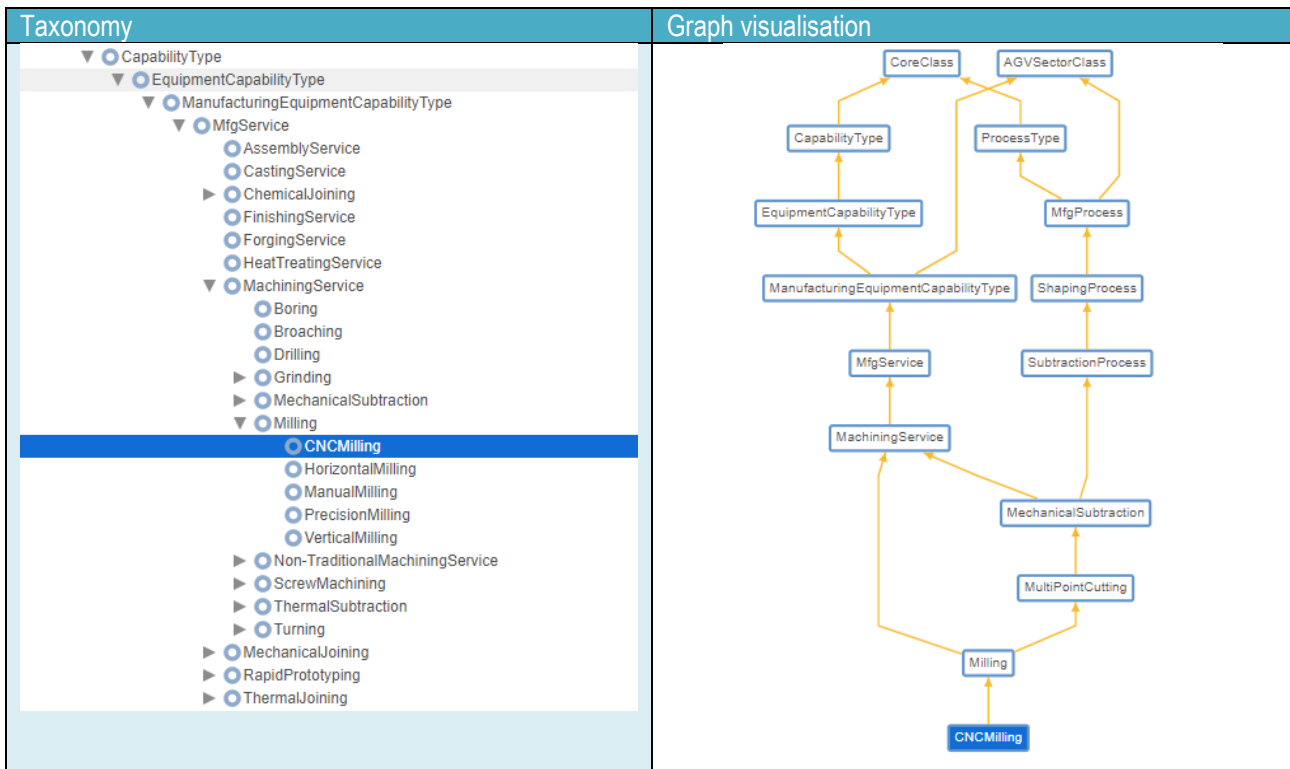 Taxonomy
CapabilityType
EquipmentCapabilityType
ManufacturingEquipmentCapabilityType
MfgService
AssemblyService
CastingService
ChemicalJoining
FinishingService
ForgingService
HeatTreatingService
MachiningService
Boring
Broaching
Drilling
Grinding
MechanicalSubtraction
Milling
CNCMilling
HorizontalMilling
ManualMilling
PrecisionMilling
VerticalMilling
Non-TraditionalMachiningService
ScrewMachining
ThermalSubtraction
Turning
MechanicalJoining
RapidPrototyping
ThermalJoining
Graph visualisation
CoreClass AGVSectorClass
CapabilityType ProcessType
EquipmentCapabilityType MfgProcess
ManufacturingEquipmentCapabilityType ShapingProcess
MfgService SubtractionProcess
MachiningService
MechanicalSubtraction
MultiPointCutting
Milling
CNCMilling